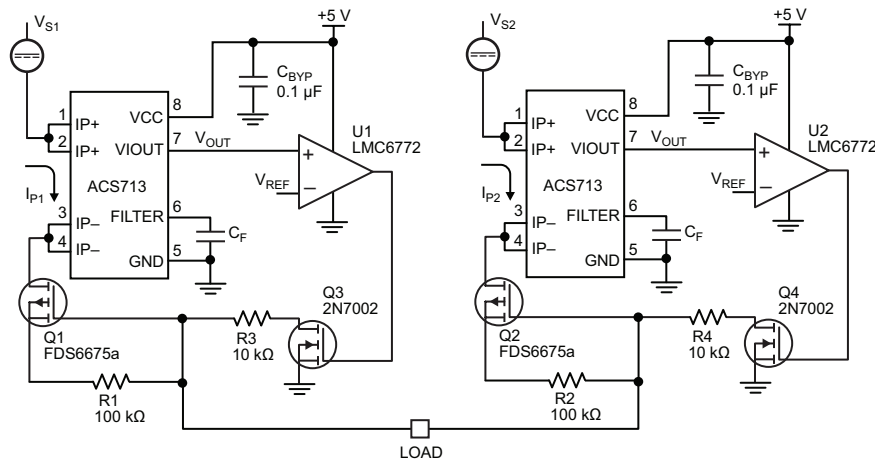 V_S1
+5 V
C_BYP
0.1 µF
1 IP+
2 IP+
VCC 8
VIOUT 7
V_OUT
ACS713
I_P1
3 IP–
4 IP–
FILTER 6
GND 5
C_F
U1
LMC6772
+
–
V_REF
Q1
FDS6675a
R3
10 kΩ
Q3
2N7002
R1
100 kΩ
V_S2
+5 V
C_BYP
0.1 µF
1 IP+
2 IP+
VCC 8
VIOUT 7
V_OUT
ACS713
I_P2
3 IP–
4 IP–
FILTER 6
GND 5
C_F
U2
LMC6772
+
–
V_REF
Q2
FDS6675a
R4
10 kΩ
Q4
2N7002
R2
100 kΩ
LOAD